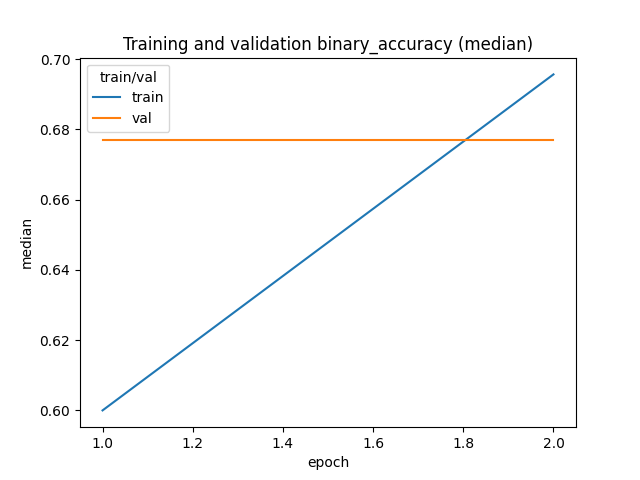 Training and validation binary_accuracy (median)
train/val
train
val
median
0.70
0.68
0.66
0.64
0.62
0.60
1.0 1.2 1.4 1.6 1.8 2.0
epoch